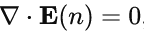 ∇ · E(n) = 0,